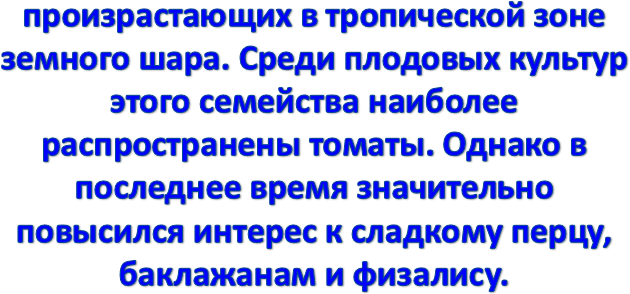 произрастающих в тропической зоне
земного шара. Среди плодовых культур
этого семейства наиболее
распространены томаты. Однако в
последнее время значительно
повысился интерес к сладкому перцу,
баклажанам и физалису.